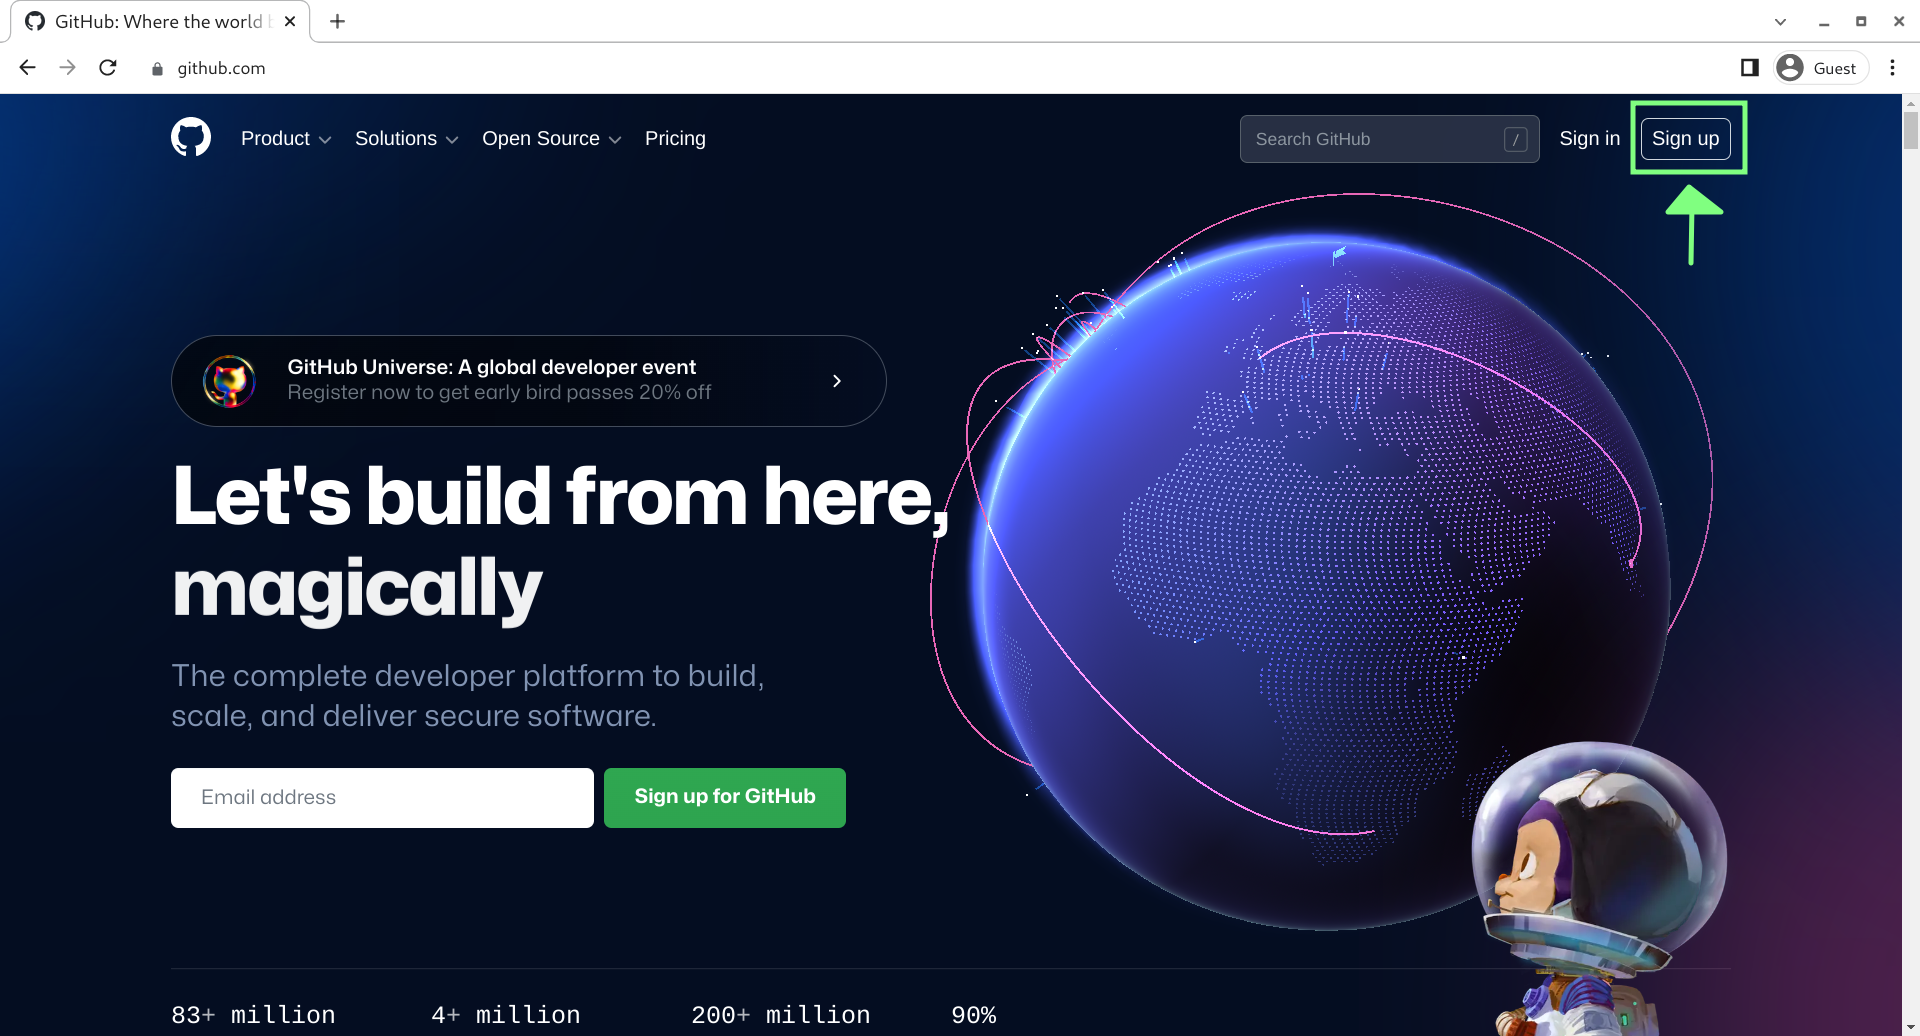 GitHub: Where the world
github.com
Guest
Product
Solutions
Open Source
Pricing
Search GitHub
/
Sign in
Sign up
GitHub Universe: A global developer event
Register now to get early bird passes 20% off
Let's build from here,
magically
The complete developer platform to build,
scale, and deliver secure software.
Email address
Sign up for GitHub
83+ million
4+ million
200+ million
90%